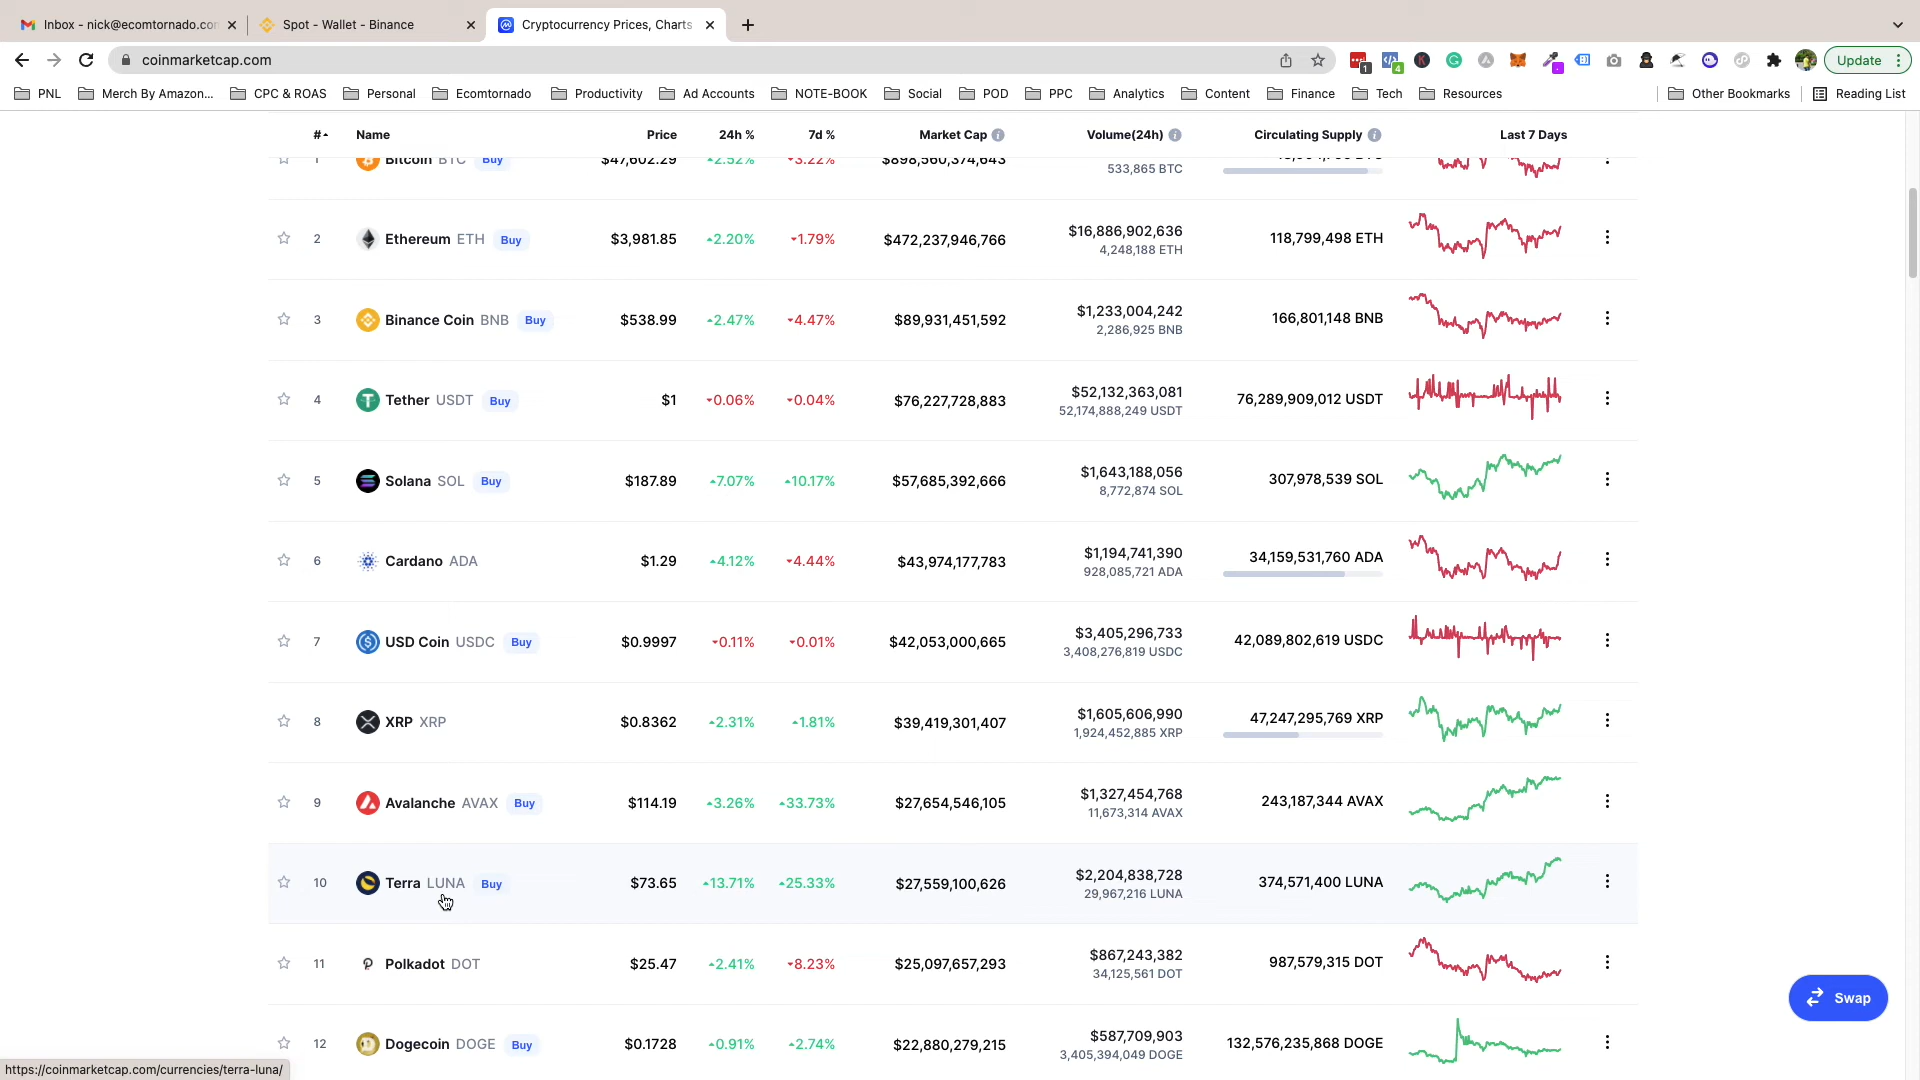 Inbox - nick@ecomtornado.co
Spot - Wallet - Binance
Cryptocurrency Prices, Charts
coinmarketcap.com
1
4
Update
PNL
Merch By Amazon...
CPC & ROAS
Personal
Ecomtornado
Productivity
Ad Accounts
NOTE-BOOK
Social
POD
PPC
Analytics
Content
Finance
Tech
Resources
Other Bookmarks
Reading List
# Name Price 24h % 7d % Market Cap Volume(24h) Circulating Supply Last 7 Days
1 Bitcoin BTC Buy $47,602.29 2.52% 3.22% $898,560,374,643
533,865 BTC
2 Ethereum ETH Buy $3,981.85 2.20% 1.79% $472,237,946,766 $16,886,902,636 118,799,498 ETH
4,248,188 ETH
3 Binance Coin BNB Buy $538.99 2.47% 4.47% $89,931,451,592 $1,233,004,242 166,801,148 BNB
2,286,925 BNB
4 Tether USDT Buy $1 0.06% 0.04% $76,227,728,883 $52,132,363,081 76,289,909,012 USDT
52,174,888,249 USDT
5 Solana SOL Buy $187.89 7.07% 10.17% $57,685,392,666 $1,643,188,056 307,978,539 SOL
8,772,874 SOL
6 Cardano ADA $1.29 4.12% 4.44% $43,974,177,783 $1,194,741,390 34,159,531,760 ADA
928,085,721 ADA
7 USD Coin USDC Buy $0.9997 0.11% 0.01% $42,053,000,665 $3,405,296,733 42,089,802,619 USDC
3,408,276,819 USDC
8 XRP XRP $0.8362 2.31% 1.81% $39,419,301,407 $1,605,606,990 47,247,295,769 XRP
1,924,452,885 XRP
9 Avalanche AVAX Buy $114.19 3.26% 33.73% $27,654,546,105 $1,327,454,768 243,187,344 AVAX
11,673,314 AVAX
10 Terra LUNA Buy $73.65 13.71% 25.33% $27,559,100,626 $2,204,838,728 374,571,400 LUNA
29,967,216 LUNA
11 Polkadot DOT $25.47 2.41% 8.23% $25,097,657,293 $867,243,382 987,579,315 DOT
34,125,561 DOT
Swap
12 Dogecoin DOGE Buy $0.1728 0.91% 2.74% $22,880,279,215 $587,709,903 132,576,235,868 DOGE
3,405,394,049 DOGE
https://coinmarketcap.com/currencies/terra-luna/